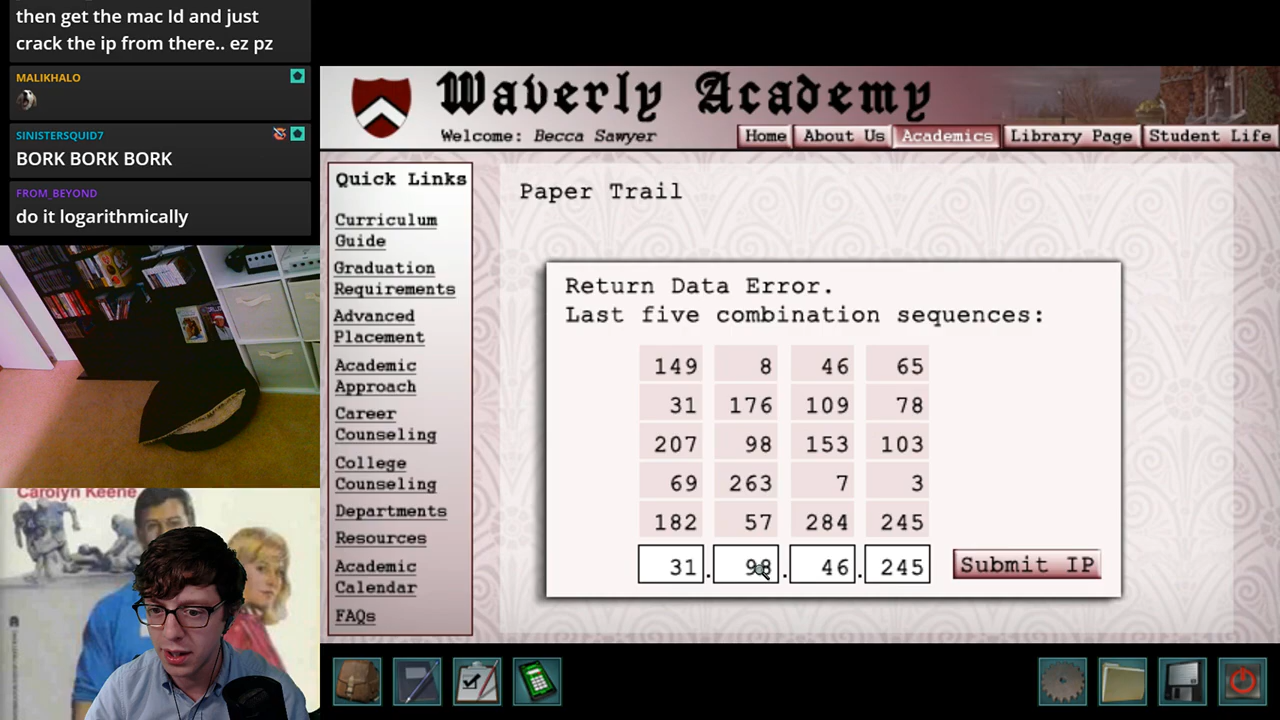 then get the mac Id and just
crack the ip from there.. ez pz
MALIKHALO
SINISTERSQUID7
BORK BORK BORK
FROM_BEYOND
do it logarithmically
Carolyn Keene
Waverly Academy
Welcome: Becca Sawyer
Home About Us Academics Library Page Student Life
Quick Links
Curriculum
Guide
Graduation
Requirements
Advanced
Placement
Academic
Approach
Career
Counseling
College
Counseling
Departments
Resources
Academic
Calendar
FAQs
Paper Trail
Return Data Error.
Last five combination sequences:
149 8 46 65
31 176 109 78
207 98 153 103
69 263 7 3
182 57 284 245
31 . 98 . 46 . 245
Submit IP